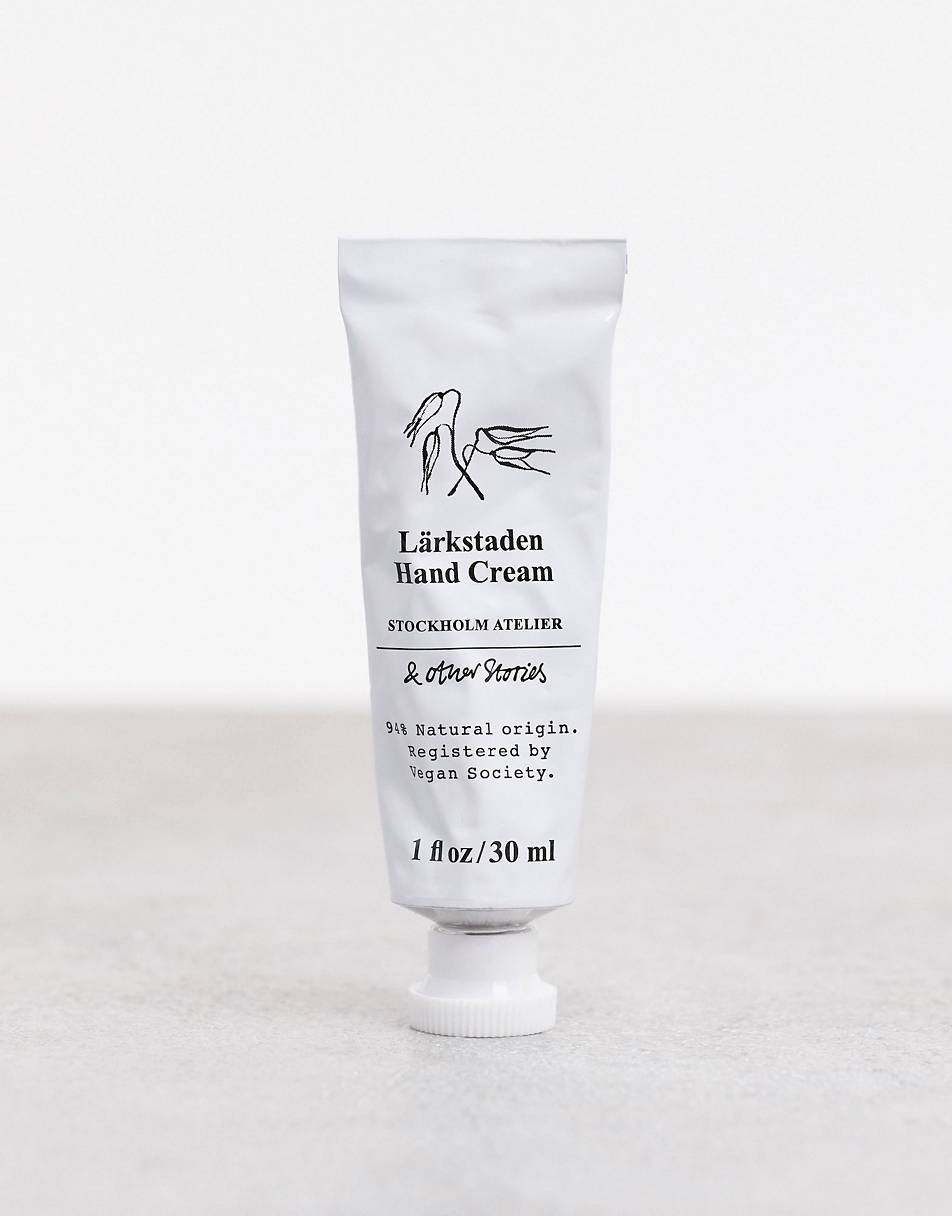 Lärkstaden
Hand Cream
STOCKHOLM ATELIER
& other Stories
94% Natural origin.
Registered by
Vegan Society.
1 fl oz/30 ml